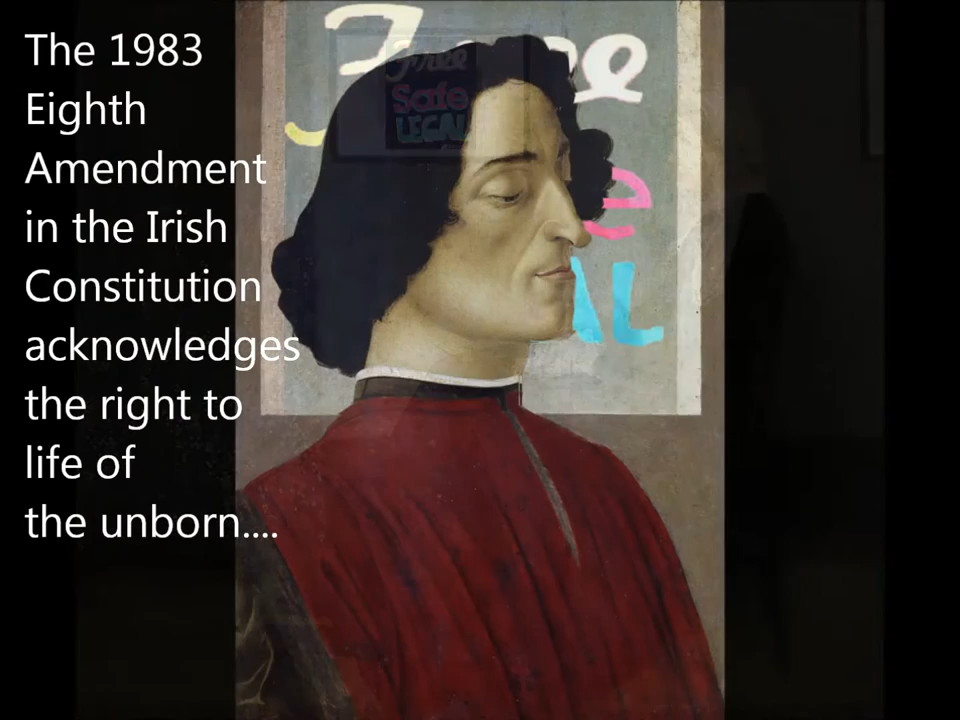 The 1983
Eighth
Amendment
in the Irish
Constitution
acknowledges
the right to
life of
the unborn....
Free
Safe
LEGAL